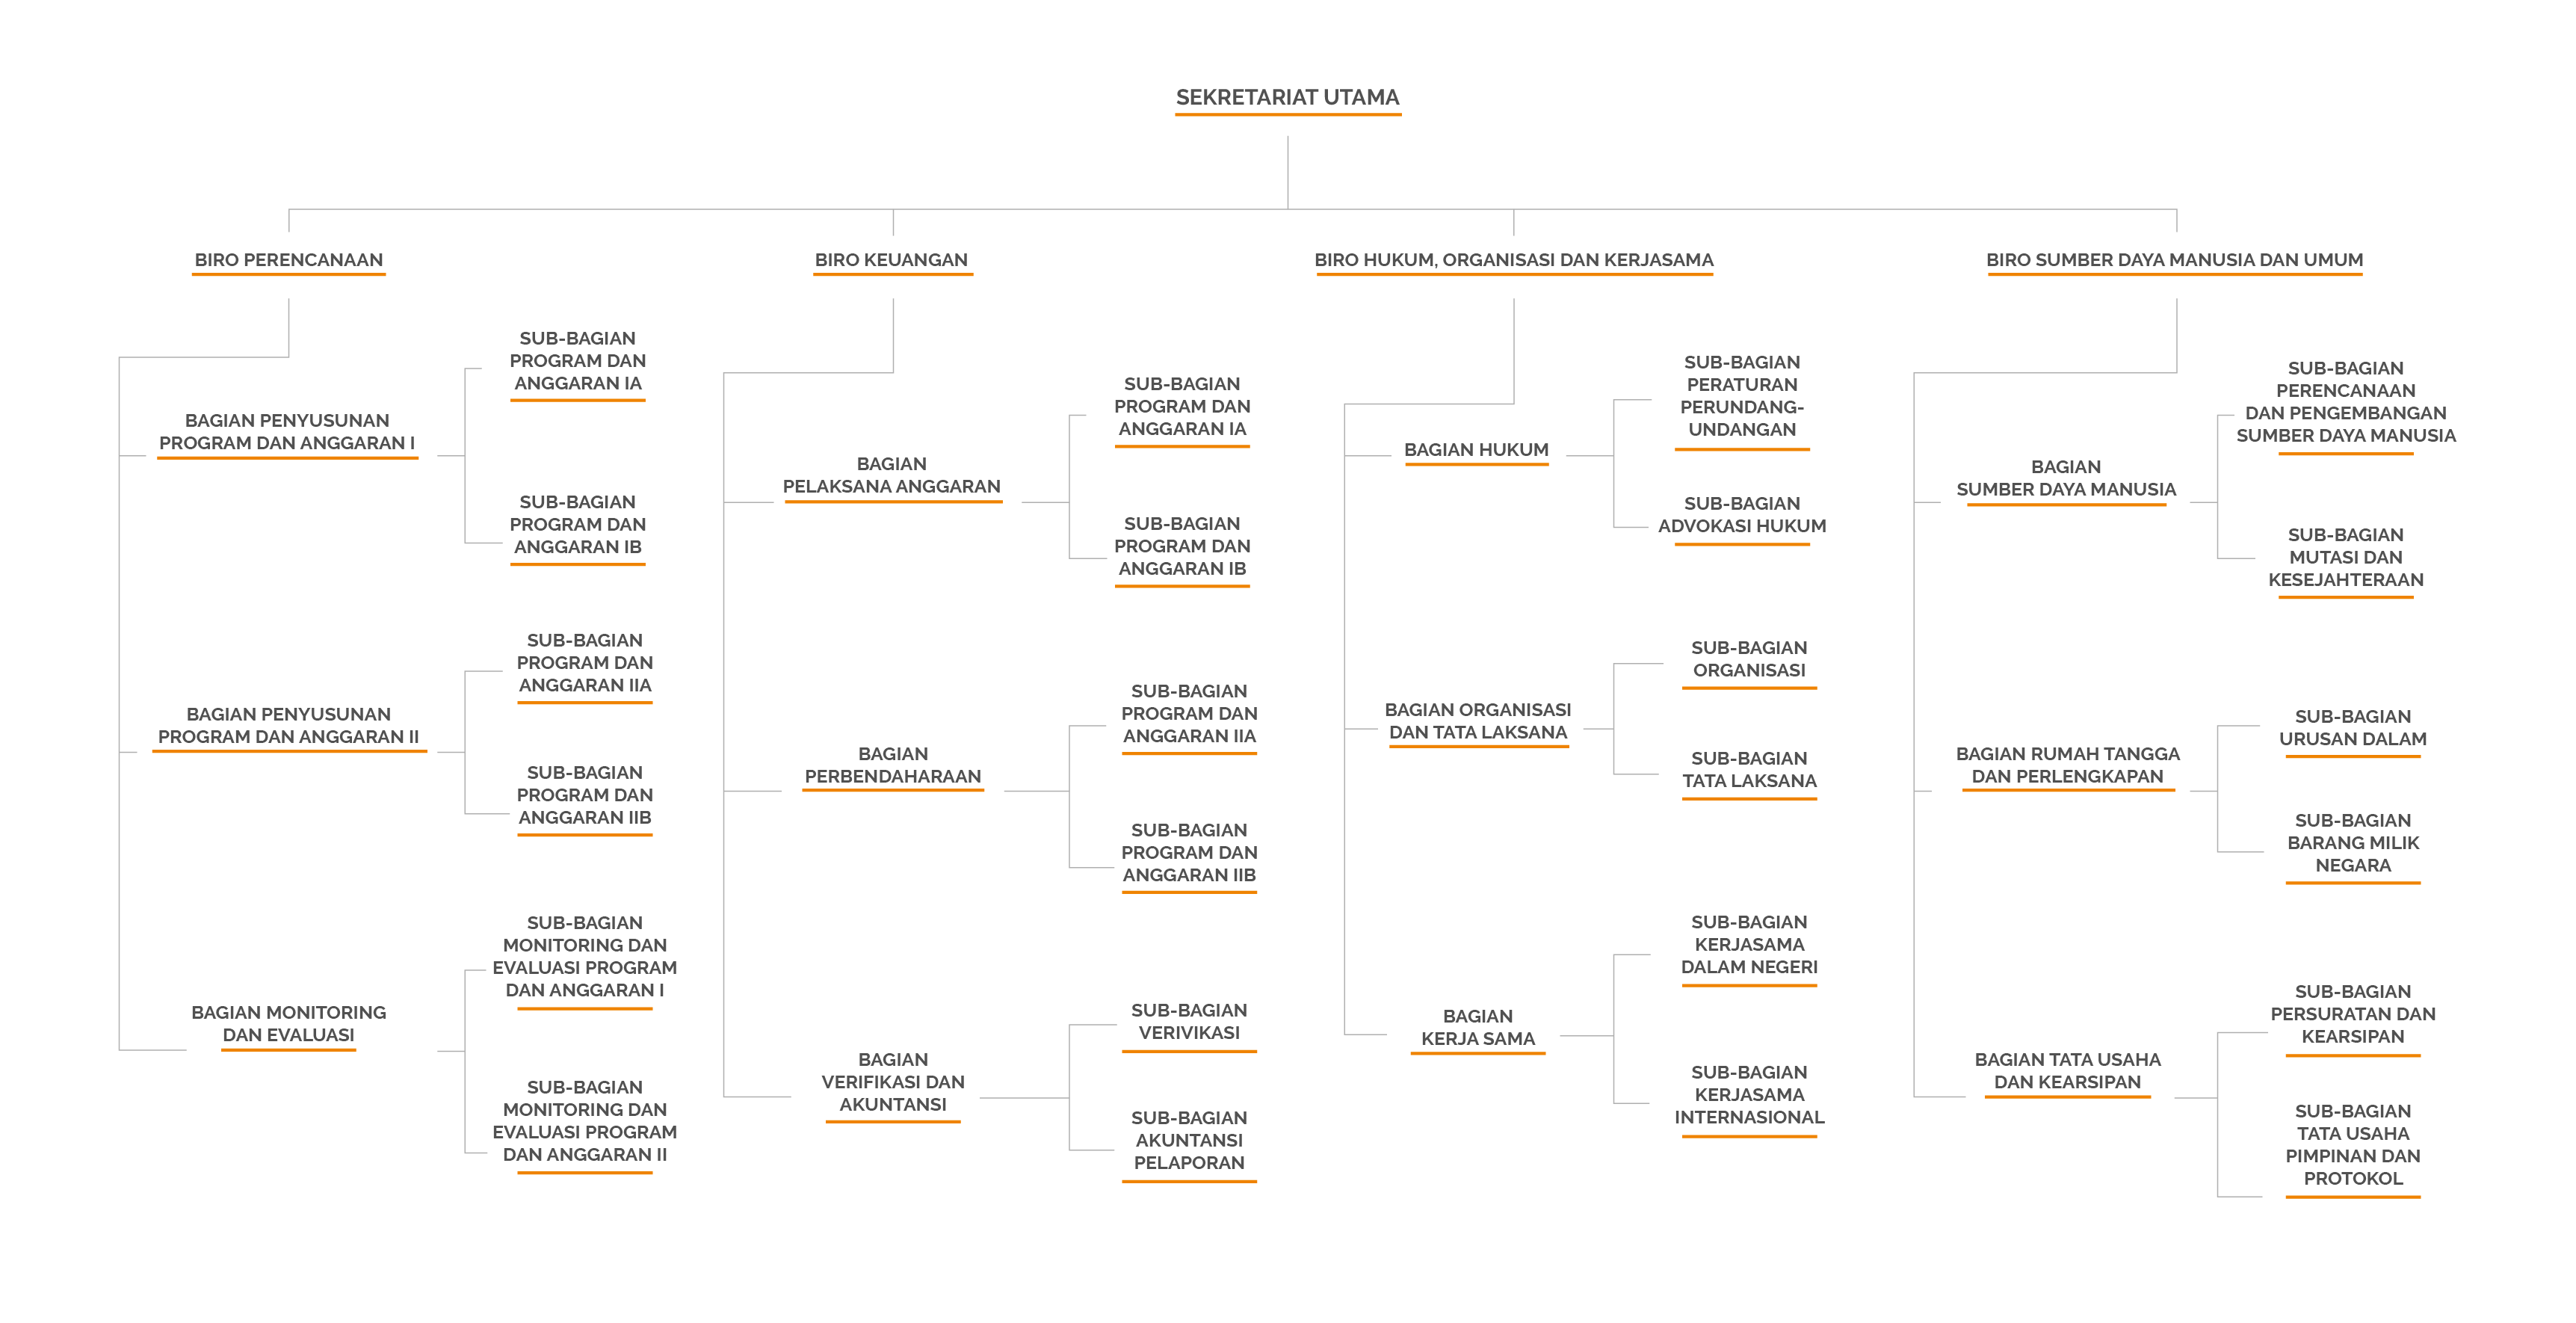 SEKRETARIAT UTAMA
BIRO PERENCANAAN
BAGIAN PENYUSUNAN
PROGRAM DAN ANGGARAN I
SUB-BAGIAN
PROGRAM DAN
ANGGARAN IA
SUB-BAGIAN
PROGRAM DAN
ANGGARAN IB
BAGIAN PENYUSUNAN
PROGRAM DAN ANGGARAN II
SUB-BAGIAN
PROGRAM DAN
ANGGARAN IIA
SUB-BAGIAN
PROGRAM DAN
ANGGARAN IIB
BAGIAN MONITORING
DAN EVALUASI
SUB-BAGIAN
MONITORING DAN
EVALUASI PROGRAM
DAN ANGGARAN I
SUB-BAGIAN
MONITORING DAN
EVALUASI PROGRAM
DAN ANGGARAN II
BIRO KEUANGAN
BAGIAN
PELAKSANA ANGGARAN
SUB-BAGIAN
PROGRAM DAN
ANGGARAN IA
SUB-BAGIAN
PROGRAM DAN
ANGGARAN IB
BAGIAN
PERBENDAHARAAN
SUB-BAGIAN
PROGRAM DAN
ANGGARAN IIA
SUB-BAGIAN
PROGRAM DAN
ANGGARAN IIB
BAGIAN
VERIFIKASI DAN
AKUNTANSI
SUB-BAGIAN
VERIVIKASI
SUB-BAGIAN
AKUNTANSI
PELAPORAN
BIRO HUKUM, ORGANISASI DAN KERJASAMA
BAGIAN HUKUM
SUB-BAGIAN
PERATURAN
PERUNDANG-
UNDANGAN
SUB-BAGIAN
ADVOKASI HUKUM
BAGIAN ORGANISASI
DAN TATA LAKSANA
SUB-BAGIAN
ORGANISASI
SUB-BAGIAN
TATA LAKSANA
BAGIAN
KERJA SAMA
SUB-BAGIAN
KERJASAMA
DALAM NEGERI
SUB-BAGIAN
KERJASAMA
INTERNASIONAL
BIRO SUMBER DAYA MANUSIA DAN UMUM
BAGIAN
SUMBER DAYA MANUSIA
SUB-BAGIAN
PERENCANAAN
DAN PENGEMBANGAN
SUMBER DAYA MANUSIA
SUB-BAGIAN
MUTASI DAN
KESEJAHTERAAN
BAGIAN RUMAH TANGGA
DAN PERLENGKAPAN
SUB-BAGIAN
URUSAN DALAM
SUB-BAGIAN
BARANG MILIK
NEGARA
BAGIAN TATA USAHA
DAN KEARSIPAN
SUB-BAGIAN
PERSURATAN DAN
KEARSIPAN
SUB-BAGIAN
TATA USAHA
PIMPINAN DAN
PROTOKOL